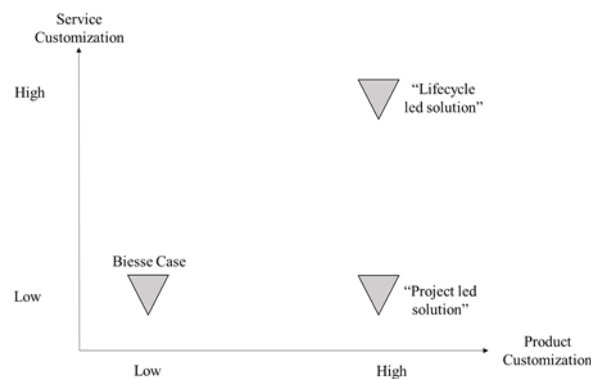 Service
Customization
High
“Lifecycle
led solution”
Biesse Case
Low
“Project led
solution”
Product
Customization
Low
High